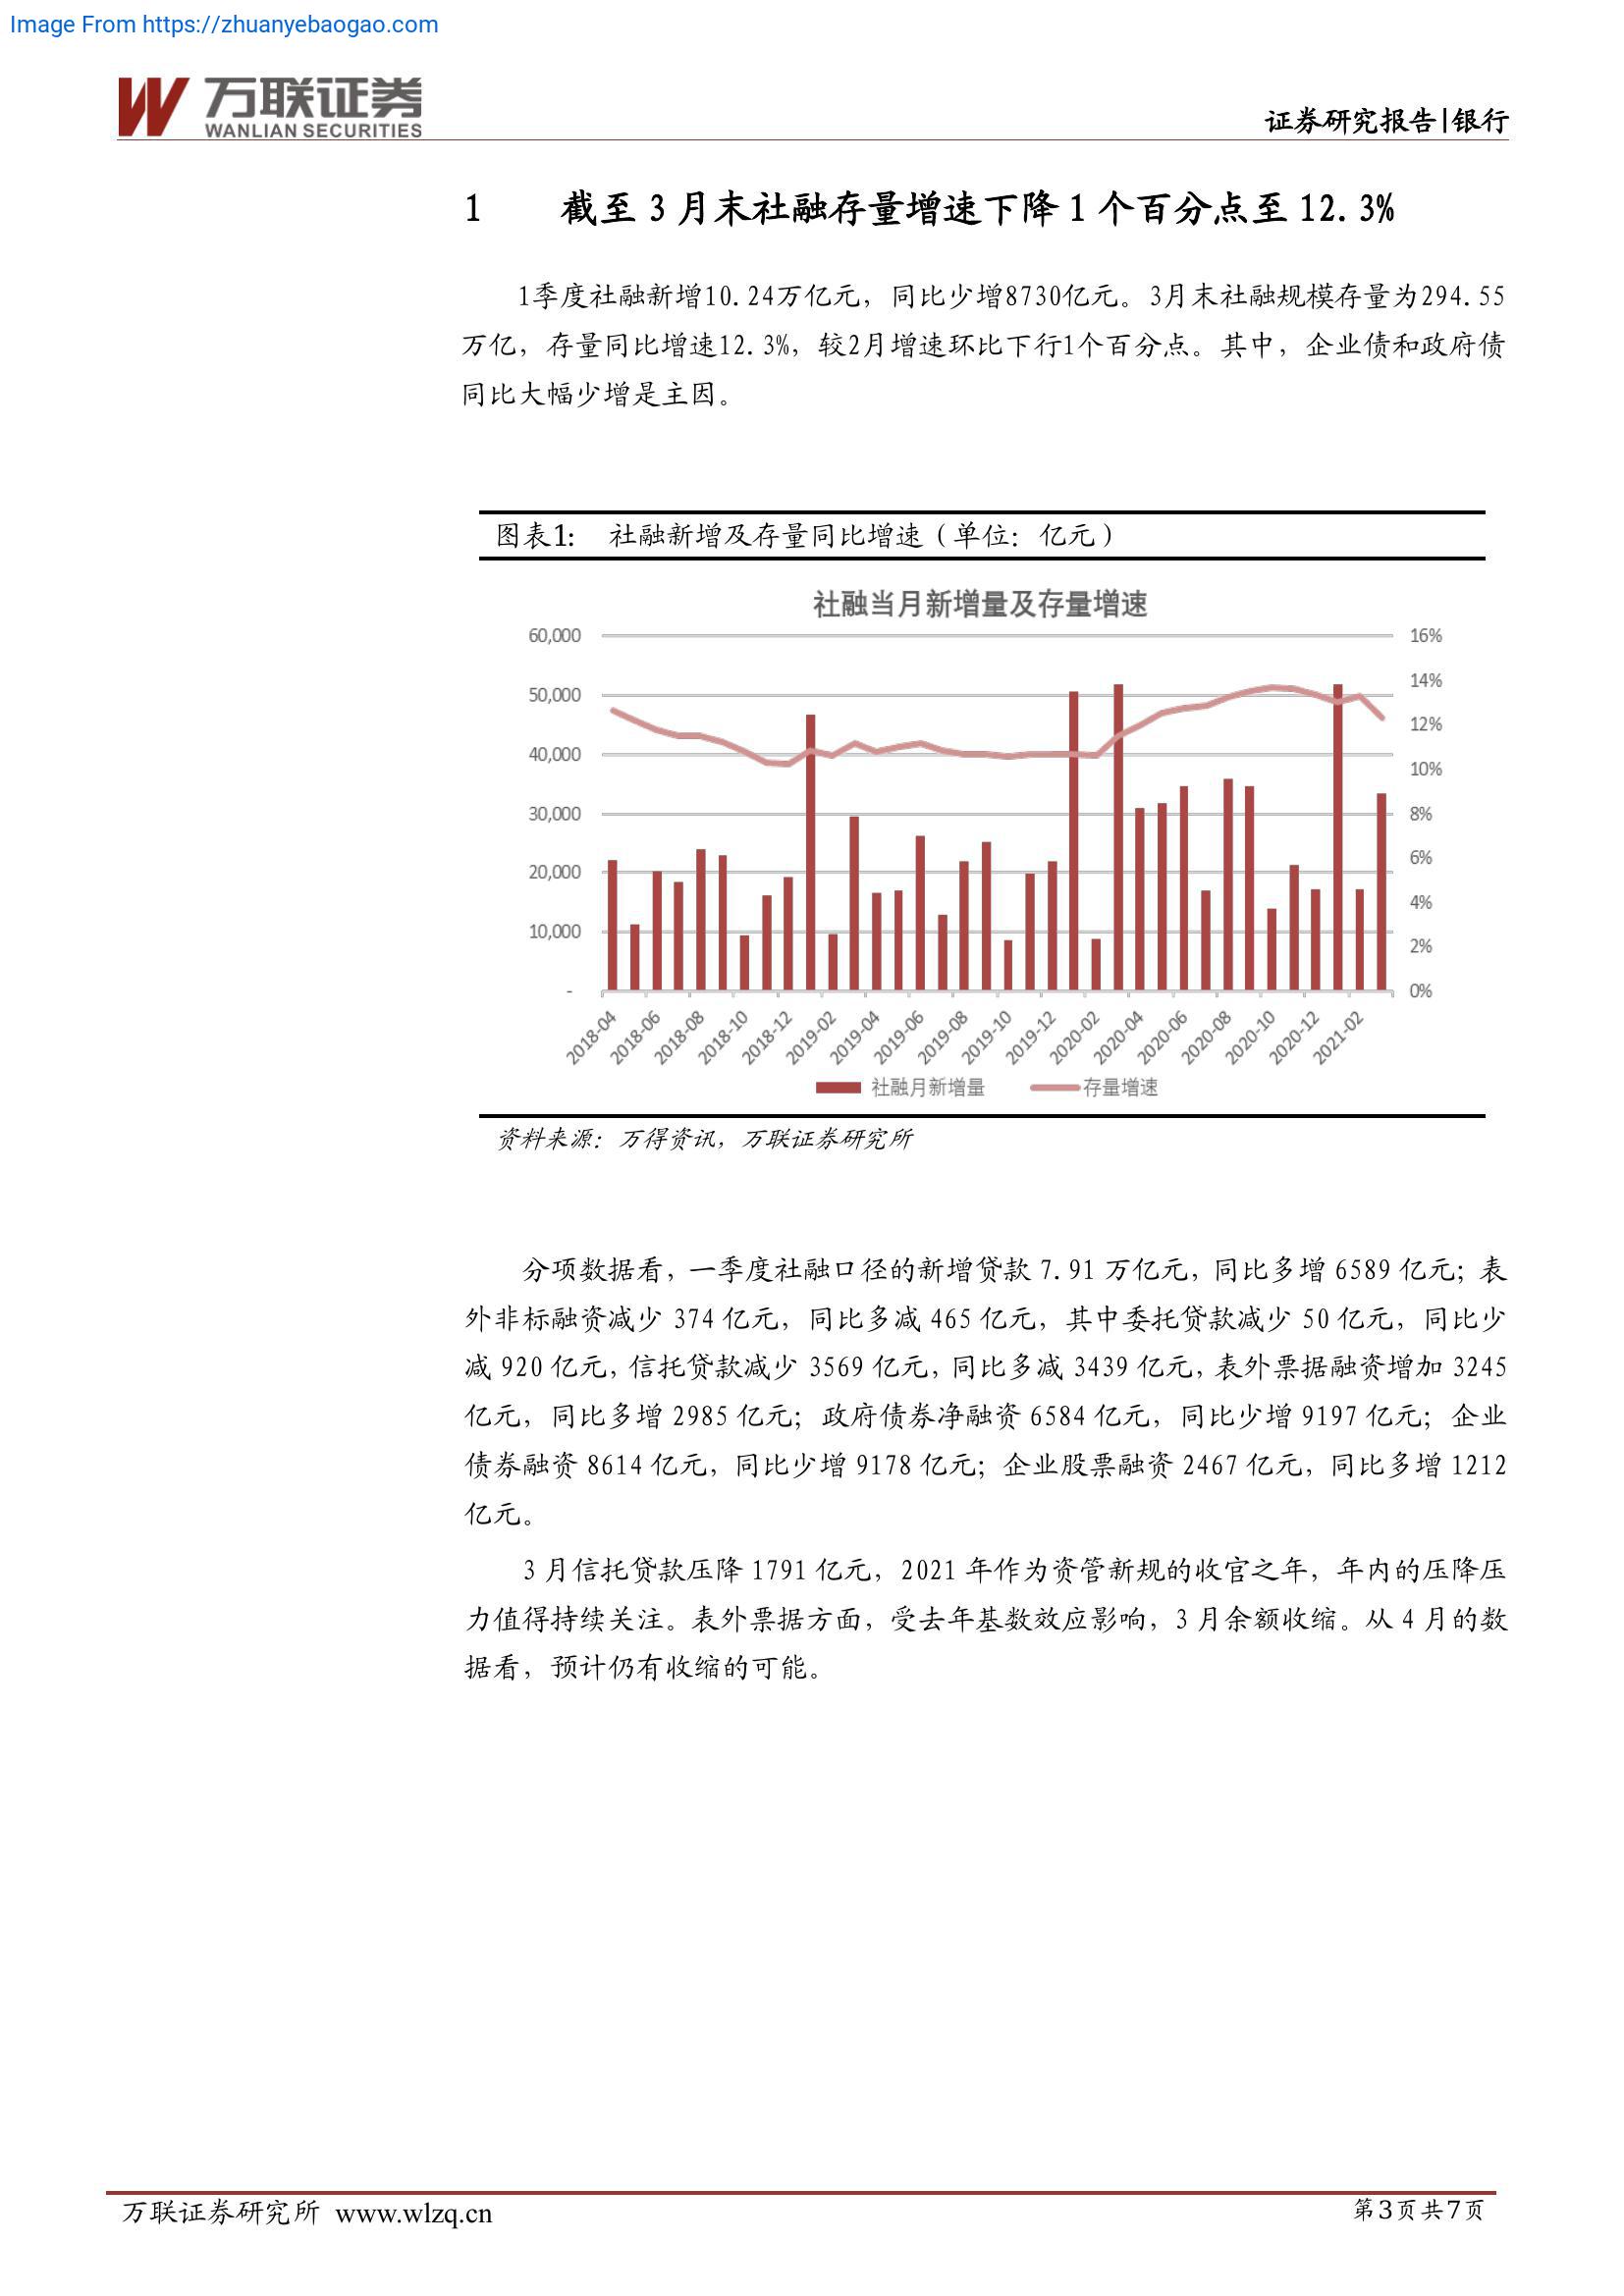 Image From https://zhuanyebaogao.com
万联证券
WANLIAN SECURITIES
证券研究报告|银行
1 截至 3 月末社融存量增速下降 1 个百分点至 12.3%
1季度社融新增10.24万亿元，同比少增8730亿元。3月末社融规模存量为294.55
万亿，存量同比增速12.3%，较2月增速环比下行1个百分点。其中，企业债和政府债
同比大幅少增是主因。
图表1： 社融新增及存量同比增速（单位：亿元）
社融当月新增量及存量增速
60,000
50,000
40,000
30,000
20,000
10,000
-
16%
14%
12%
10%
8%
6%
4%
2%
0%
2018-04
2018-06
2018-08
2018-10
2018-12
2019-02
2019-04
2019-06
2019-08
2019-10
2019-12
2020-02
2020-04
2020-06
2020-08
2020-10
2020-12
2021-02
社融月新增量 存量增速
资料来源：万得资讯，万联证券研究所
分项数据看，一季度社融口径的新增贷款 7.91 万亿元，同比多增 6589 亿元；表
外非标融资减少 374 亿元，同比多减 465 亿元，其中委托贷款减少 50 亿元，同比少
减 920 亿元，信托贷款减少 3569 亿元，同比多减 3439 亿元，表外票据融资增加 3245
亿元，同比多增 2985 亿元；政府债券净融资 6584 亿元，同比少增 9197 亿元；企业
债券融资 8614 亿元，同比少增 9178 亿元；企业股票融资 2467 亿元，同比多增 1212
亿元。
3 月信托贷款压降 1791 亿元，2021 年作为资管新规的收官之年，年内的压降压
力值得持续关注。表外票据方面，受去年基数效应影响，3 月余额收缩。从 4 月的数
据看，预计仍有收缩的可能。
万联证券研究所 www.wlzq.cn
第3页共7页